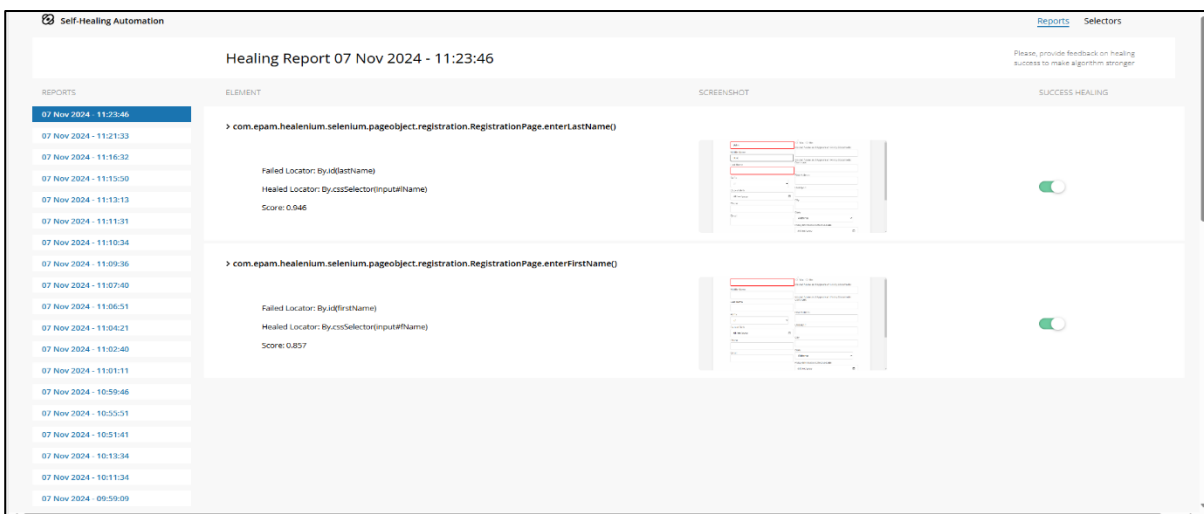 Self-Healing Automation
Reports Selectors
Healing Report 07 Nov 2024 - 11:23:46
Please, provide feedback on healing
success to make algorithm stronger
REPORTS
ELEMENT
SCREENSHOT
SUCCESS HEALING
07 Nov 2024 - 11:23:46
07 Nov 2024 - 11:21:33
07 Nov 2024 - 11:16:32
07 Nov 2024 - 11:15:50
07 Nov 2024 - 11:13:13
07 Nov 2024 - 11:11:31
07 Nov 2024 - 11:10:34
07 Nov 2024 - 11:09:36
07 Nov 2024 - 11:07:40
07 Nov 2024 - 11:06:51
07 Nov 2024 - 11:04:21
07 Nov 2024 - 11:02:40
07 Nov 2024 - 11:01:11
07 Nov 2024 - 10:59:46
07 Nov 2024 - 10:55:51
07 Nov 2024 - 10:51:41
07 Nov 2024 - 10:13:34
07 Nov 2024 - 10:11:34
07 Nov 2024 - 09:59:09
> com.epam.healenium.selenium.pageobject.registration.RegistrationPage.enterLastName()
Failed Locator: By.id(lastName)
Healed Locator: By.cssSelector(input#lName)
Score: 0.946
> com.epam.healenium.selenium.pageobject.registration.RegistrationPage.enterFirstName()
Failed Locator: By.id(firstName)
Healed Locator: By.cssSelector(input#fName)
Score: 0.857